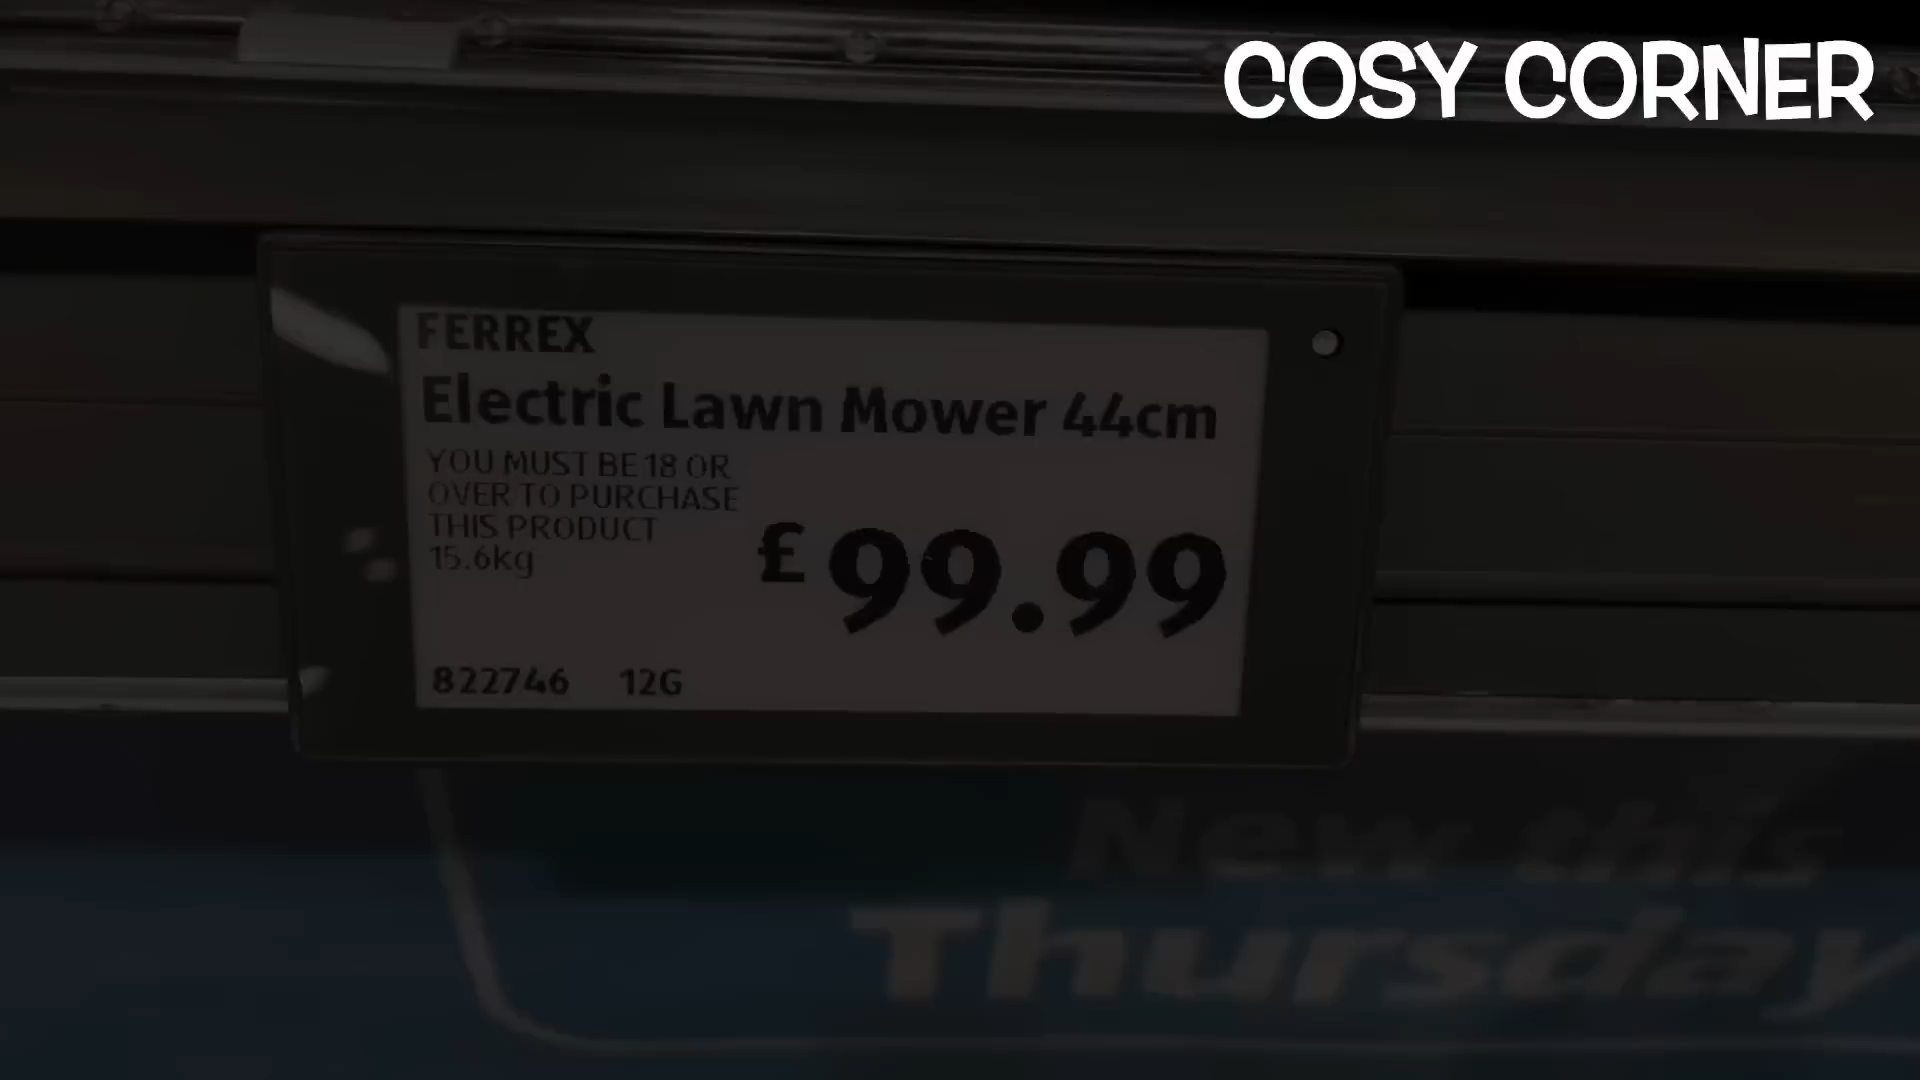 COSY CORNER
FERREX
Electric Lawn Mower 44cm
YOU MUST BE 18 OR
OVER TO PURCHASE
THIS PRODUCT
15.6kg
£99.99
822746 12G
New this
Thursday